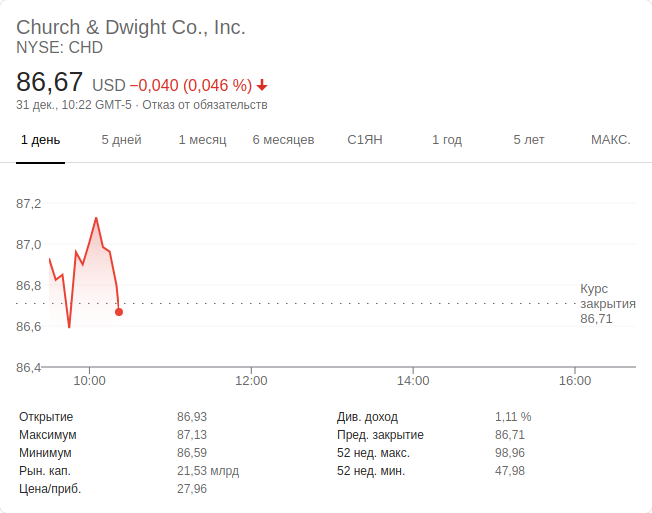 Church & Dwight Co., Inc.
NYSE: CHD
86,67 USD −0,040 (0,046 %)
31 дек., 10:22 GMT-5 · Отказ от обязательств
1 день 5 дней 1 месяц 6 месяцев С1ЯН 1 год 5 лет МАКС.
87,2
87,0
86,8
86,6
86,4
Курс
закрытия
86,71
10:00 12:00 14:00 16:00
Открытие 86,93 Див. доход 1,11 %
Максимум 87,13 Пред. закрытие 86,71
Минимум 86,59 52 нед. макс. 98,96
Рын. кап. 21,53 млрд 52 нед. мин. 47,98
Цена/приб. 27,96